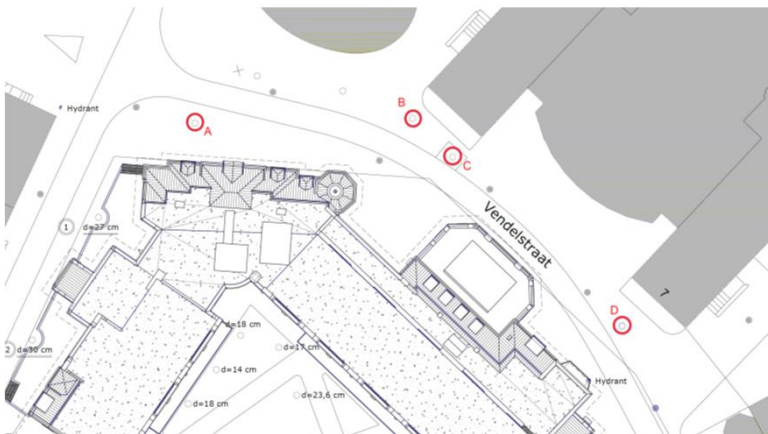 B
Hydrant
A
C
Vendelstraat
1
d=27 cm
7
D
d=18 cm
2
d=30 cm
d=17 cm
d=14 cm
Hydrant
d=18 cm
d=23,6 cm